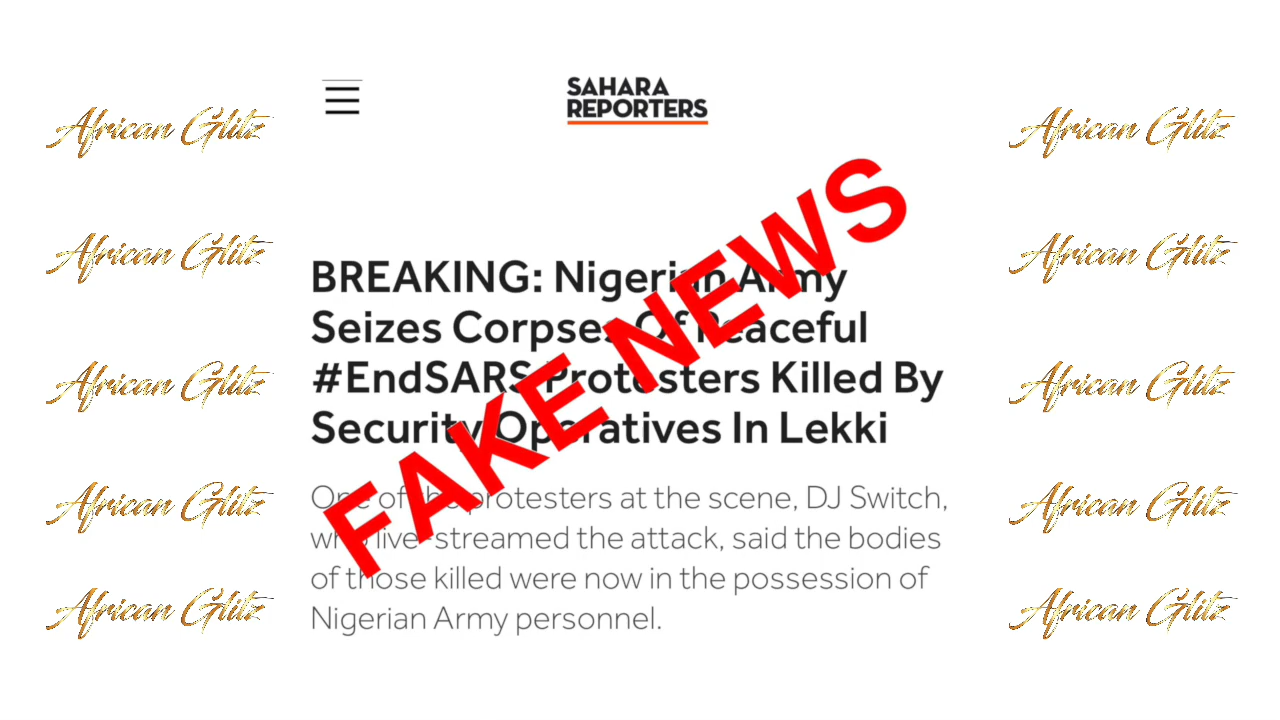 SAHARA
REPORTERS
African Glitz
African Glitz
African Glitz
African Glitz
African Glitz
BREAKING: Nigerian Army
Seizes Corpses Of Peaceful
#EndSARS Protesters Killed By
Security Operatives In Lekki
One of the protesters at the scene, DJ Switch,
who live-streamed the attack, said the bodies
of those killed were now in the possession of
Nigerian Army personnel.
FAKE NEWS
African Glitz
African Glitz
African Glitz
African Glitz
African Glitz